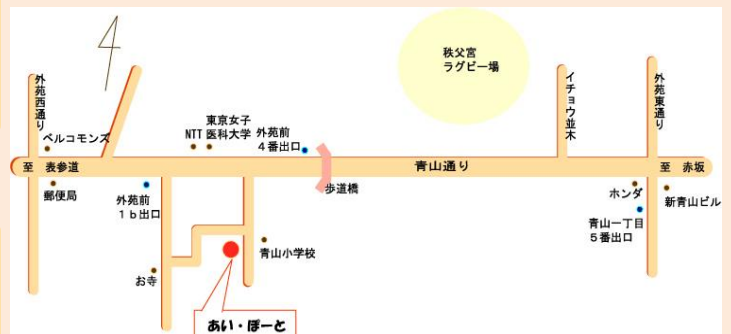 秩父宮
ラグビー場
外苑西通り
ベルコモンズ
NTT
東京女子
医科大学
外苑前
4番出口
イチョウ並木
外苑東通り
至 表参道
青山通り
至 赤坂
郵便局
外苑前
1b出口
歩道橋
ホンダ
新青山ビル
青山一丁目
5番出口
青山小学校
お寺
あい・ぽーと